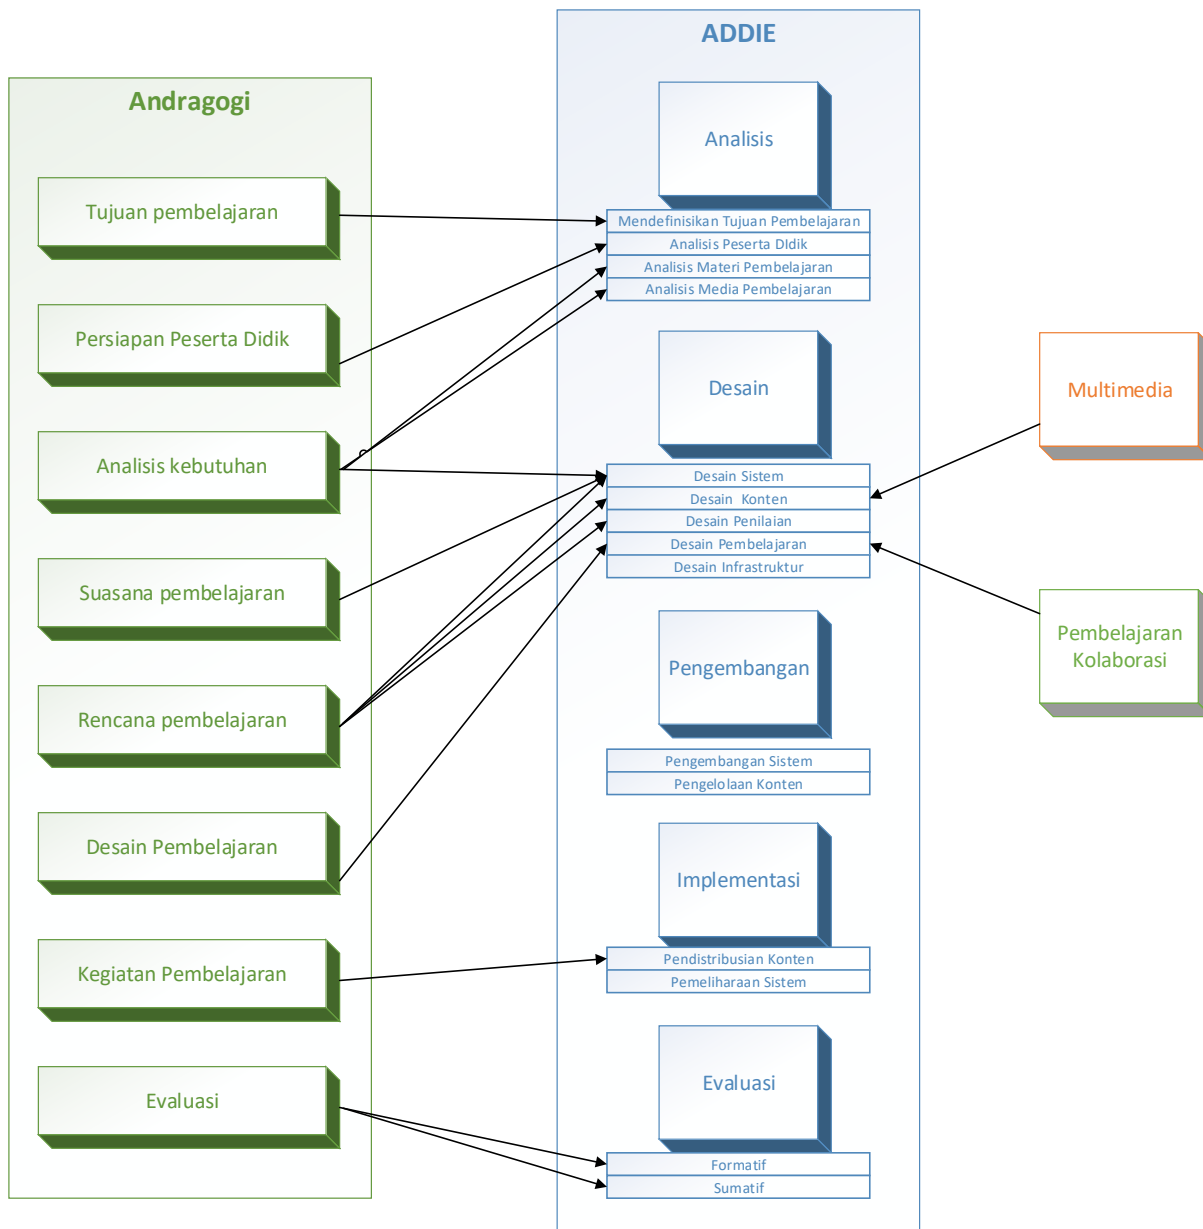 Andragogi
Tujuan pembelajaran
Persiapan Peserta Didik
Analisis kebutuhan
Suasana pembelajaran
Rencana pembelajaran
Desain Pembelajaran
Kegiatan Pembelajaran
Evaluasi
ADDIE
Analisis
Mendefinisikan Tujuan Pembelajaran
Analisis Peserta DIdik
Analisis Materi Pembelajaran
Analisis Media Pembelajaran
Desain
Desain Sistem
Desain Konten
Desain Penilaian
Desain Pembelajaran
Desain Infrastruktur
Pengembangan
Pengembangan Sistem
Pengelolaan Konten
Implementasi
Pendistribusian Konten
Pemeliharaan Sistem
Evaluasi
Formatif
Sumatif
Multimedia
Pembelajaran
Kolaborasi